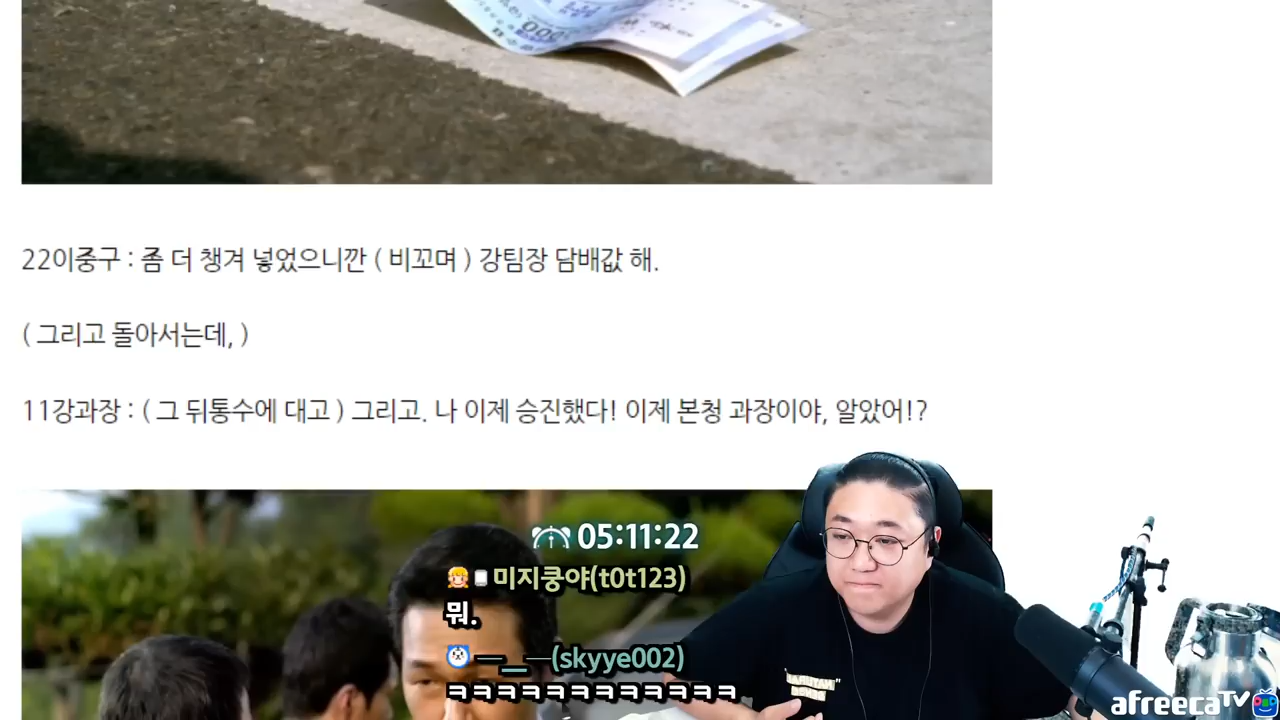 000
22이중구 : 좀 더 챙겨 넣었으니깐 ( 비꼬며 ) 강팀장 담배값 해.
( 그리고 돌아서는데, )
11강과장 : ( 그 뒤통수에 대고 ) 그리고. 나 이제 승진했다! 이제 본청 과장이야, 알았어!?
05:11:22
미지쿵야(t0t123)
뭐.
ㅡ__ㅡ(skyye002)
ㅋㅋㅋㅋㅋㅋㅋㅋㅋㅋㅋㅋ
afreecaTV